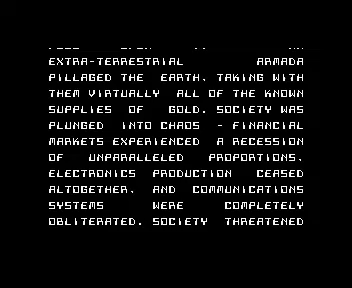 EXTRA-TERRESTRIAL ARMADA
PILLAGED THE EARTH, TAKING WITH
THEM VIRTUALLY ALL OF THE KNOWN
SUPPLIES OF GOLD. SOCIETY WAS
PLUNGED INTO CHAOS - FINANCIAL
MARKETS EXPERIENCED A RECESSION
OF UNPARALLELED PROPORTIONS,
ELECTRONICS PRODUCTION CEASED
ALTOGETHER, AND COMMUNICATIONS
SYSTEMS WERE COMPLETELY
OBLITERATED. SOCIETY THREATENED